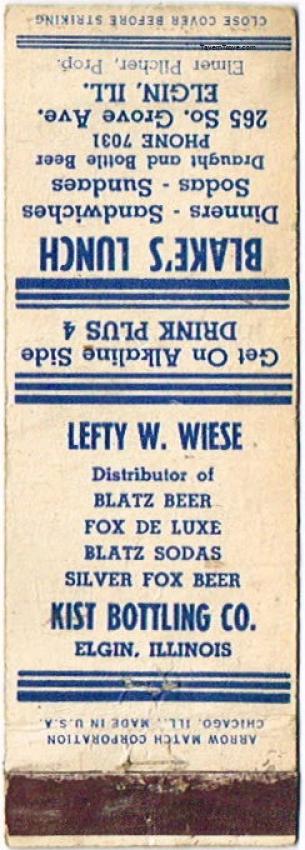 CLOSE COVER BEFORE STRIKING
TavernTrove.com
BLAKE'S LUNCH
Dinners - Sandwiches
Sodas - Sundaes
Draught and Bottle Beer
PHONE 7031
265 So. Grove Ave.
ELGIN, ILL.
Elmer Pilcher, Prop.
Get On Alkaline Side
DRINK PLUS 4
LEFTY W. WIESE
Distributor of
BLATZ BEER
FOX DE LUXE
BLATZ SODAS
SILVER FOX BEER
KIST BOTTLING CO.
ELGIN, ILLINOIS
ARROW MATCH CORPORATION
CHICAGO, ILL., MADE IN U.S.A.